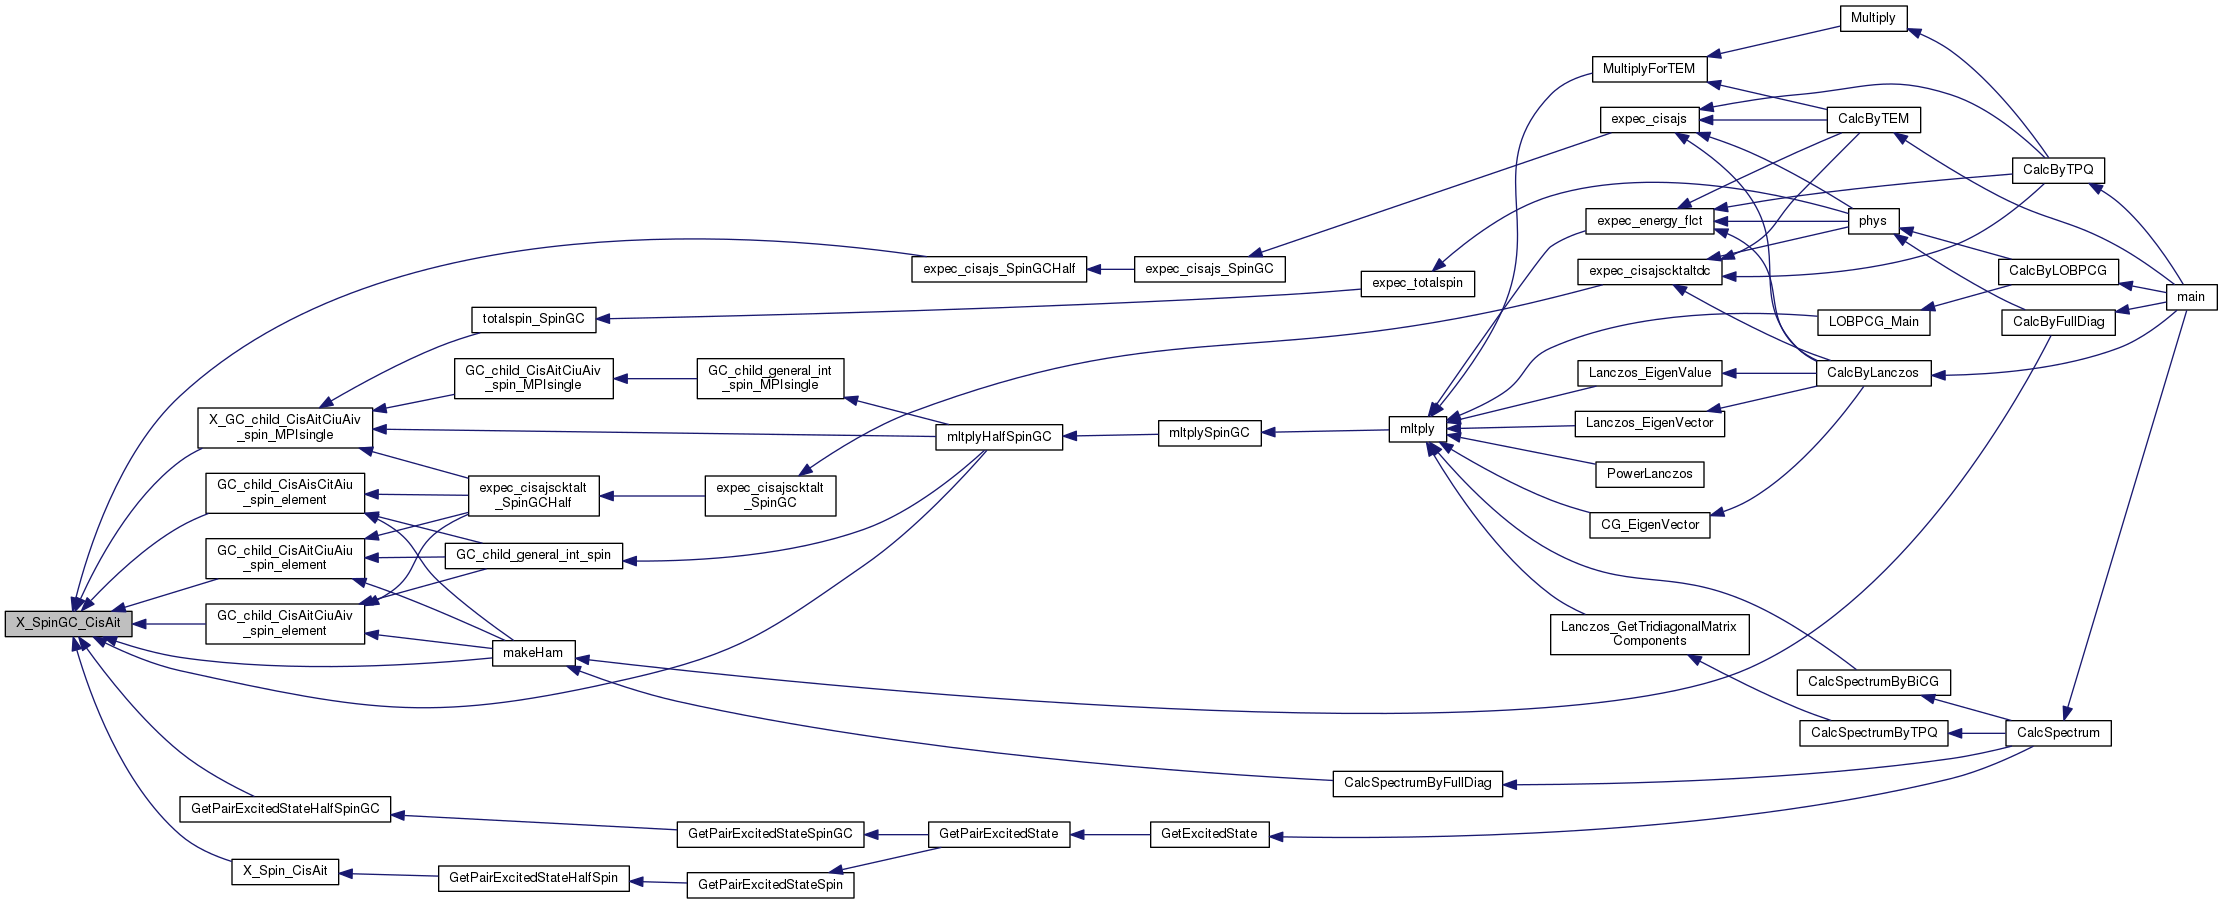 Multiply
MultiplyForTEM
expec_cisajs
CalcByTEM
CalcByTPQ
expec_energy_flct
phys
expec_cisajs_SpinGCHalf
expec_cisajs_SpinGC
expec_cisajscktaltdc
CalcByLOBPCG
expec_totalspin
main
totalspin_SpinGC
LOBPCG_Main
CalcByFullDiag
GC_child_CisAitCiuAiv
_spin_MPIsingle
GC_child_general_int
_spin_MPIsingle
Lanczos_EigenValue
CalcByLanczos
X_GC_child_CisAitCiuAiv
_spin_MPIsingle
mltplyHalfSpinGC
mltplySpinGC
mltply
Lanczos_EigenVector
PowerLanczos
GC_child_CisAisCitAiu
_spin_element
expec_cisajscktalt
_SpinGCHalf
expec_cisajscktalt
_SpinGC
CG_EigenVector
GC_child_CisAitCiuAiu
_spin_element
GC_child_general_int_spin
X_SpinGC_CisAit
GC_child_CisAitCiuAiv
_spin_element
makeHam
Lanczos_GetTridiagonalMatrix
Components
CalcSpectrumByBiCG
CalcSpectrumByTPQ
CalcSpectrum
CalcSpectrumByFullDiag
GetPairExcitedStateHalfSpinGC
GetPairExcitedStateSpinGC
GetPairExcitedState
GetExcitedState
X_Spin_CisAit
GetPairExcitedStateHalfSpin
GetPairExcitedStateSpin